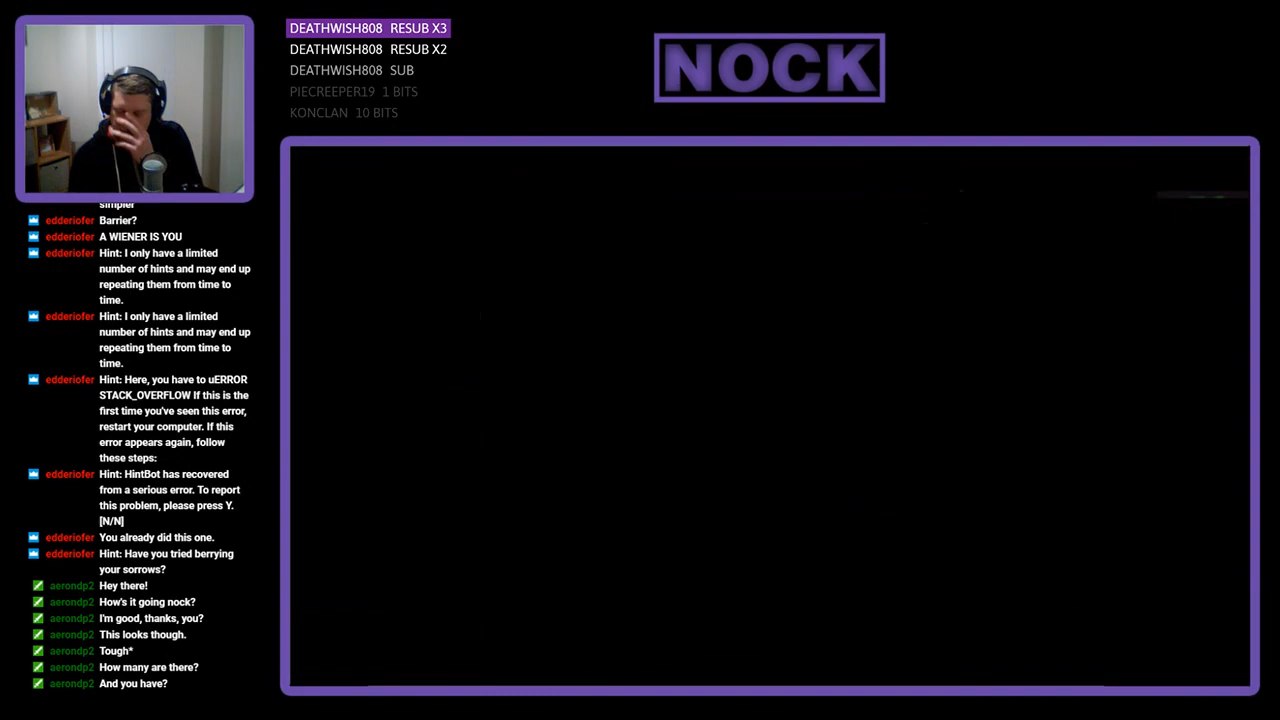 DEATHWISH808 RESUB X3
DEATHWISH808 RESUB X2
DEATHWISH808 SUB
PIECREEPER19 1 BITS
KONCLAN 10 BITS
NOCK
simpler
edderiofer Barrier?
edderiofer A WIENER IS YOU
edderiofer Hint: I only have a limited
number of hints and may end up
repeating them from time to
time.
edderiofer Hint: I only have a limited
number of hints and may end up
repeating them from time to
time.
edderiofer Hint: Here, you have to uERROR
STACK_OVERFLOW If this is the
first time you've seen this error,
restart your computer. If this
error appears again, follow
these steps:
edderiofer Hint: HintBot has recovered
from a serious error. To report
this problem, please press Y.
[N/N]
edderiofer You already did this one.
edderiofer Hint: Have you tried berrying
your sorrows?
aerondp2 Hey there!
aerondp2 How's it going nock?
aerondp2 I'm good, thanks, you?
aerondp2 This looks though.
aerondp2 Tough*
aerondp2 How many are there?
aerondp2 And you have?